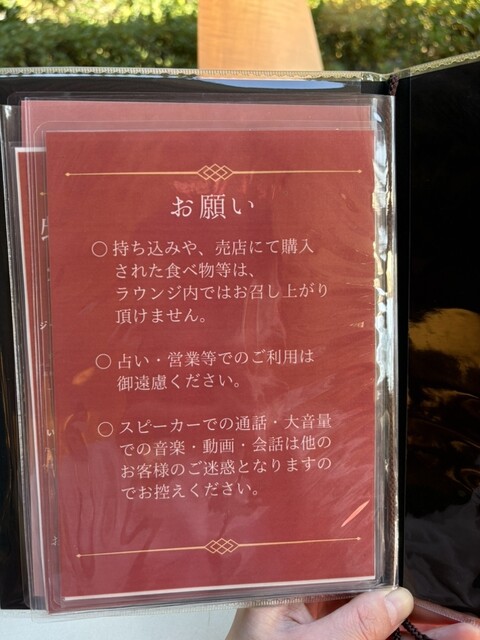 お願い
○ 持ち込みや、売店にて購入
された食べ物等は、
ラウンジ内ではお召し上がり
頂けません。
○ 占い・営業等でのご利用は
御遠慮ください。
○ スピーカーでの通話・大音量
での音楽・動画・会話は他の
お客様のご迷惑となりますの
でお控えください。